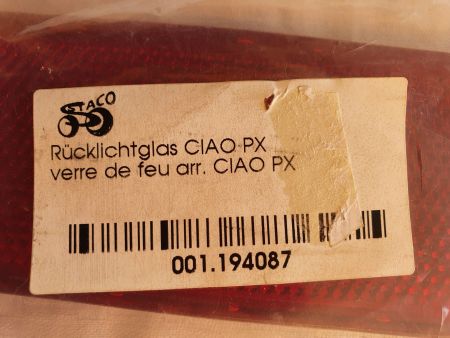 STACO
Rücklichtglas CIAO PX
verre de feu arr. CIAO PX
001.194087